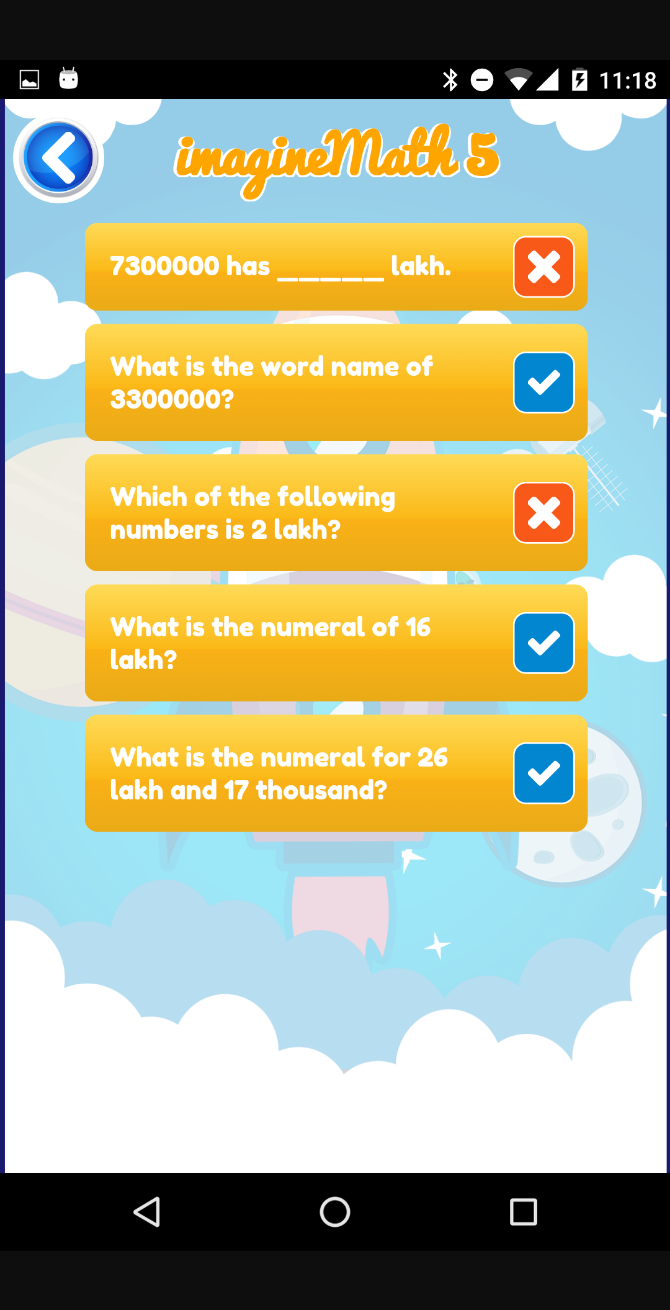 11:18
imagineMath 5
7300000 has _____ lakh.
What is the word name of
3300000?
Which of the following
numbers is 2 lakh?
What is the numeral of 16
lakh?
What is the numeral for 26
lakh and 17 thousand?